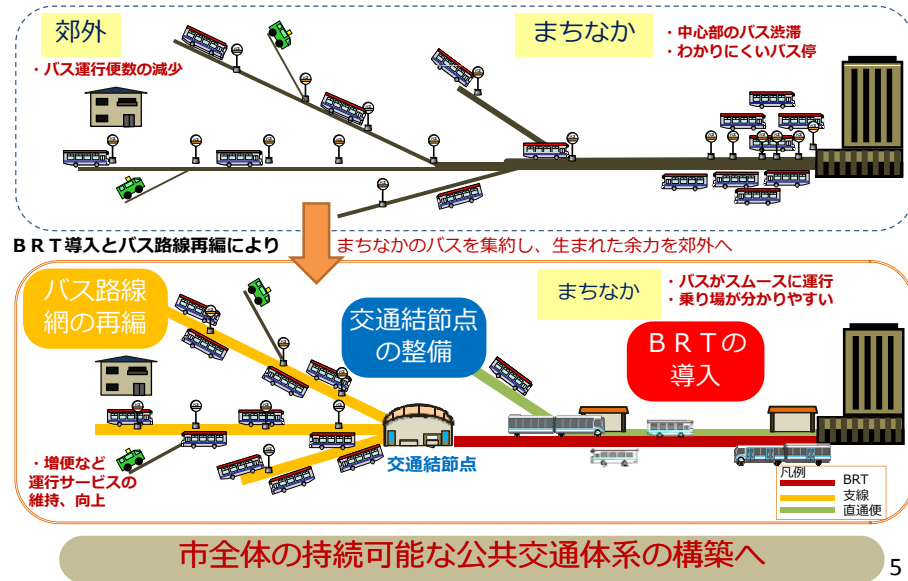 郊外
・バス運行便数の減少
まちなか
・中心部のバス渋滞
・わかりにくいバス停
ＢＲＴ導入とバス路線再編により
まちなかのバスを集約し、生まれた余力を郊外へ
バス路線
網の再編
交通結節点
の整備
まちなか
・バスがスムースに運行
・乗り場が分かりやすい
ＢＲＴの
導入
・増便など
運行サービスの
維持、向上
交通結節点
凡例
BRT
支線
直通便
市全体の持続可能な公共交通体系の構築へ
5